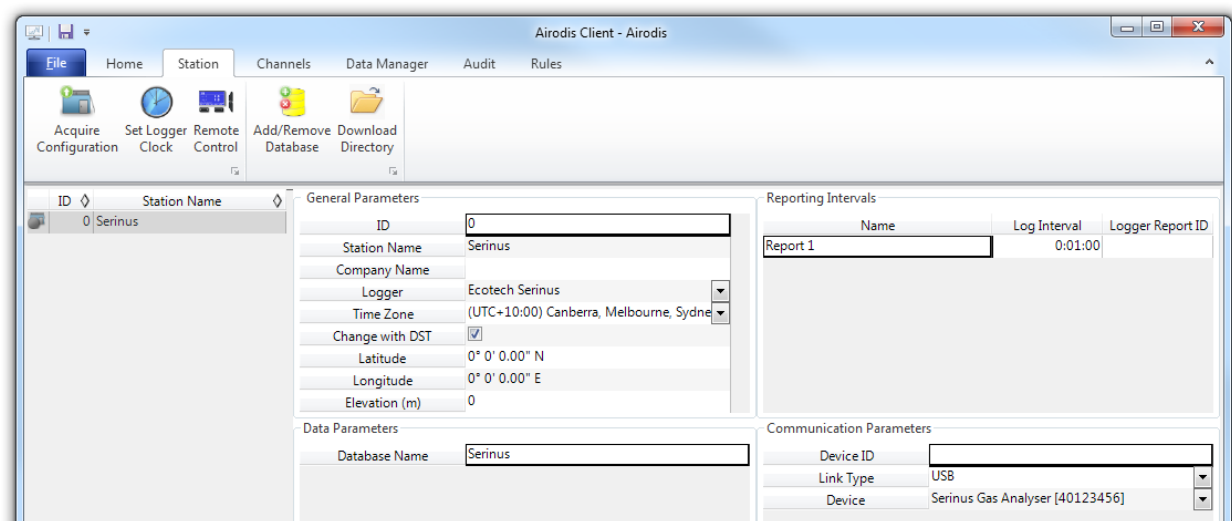 Airodis Client - Airodis
File Home Station Channels Data Manager Audit Rules
Acquire Configuration
Set Logger Clock
Remote Control
Add/Remove Database
Download Directory
ID Station Name
0 Serinus
General Parameters
ID 0
Station Name Serinus
Company Name
Logger Ecotech Serinus
Time Zone (UTC+10:00) Canberra, Melbourne, Sydne
Change with DST
Latitude 0° 0' 0.00" N
Longitude 0° 0' 0.00" E
Elevation (m) 0
Data Parameters
Database Name Serinus
Reporting Intervals
Name Log Interval Logger Report ID
Report 1 0:01:00
Communication Parameters
Device ID
Link Type USB
Device Serinus Gas Analyser [40123456]